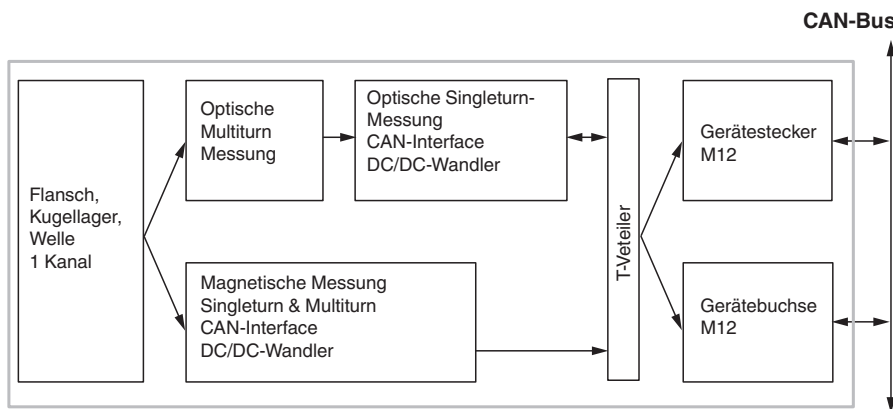 CAN-Bus
Flansch,
Kugellager,
Welle
1 Kanal
Optische
Multiturn
Messung
Optische Singleturn-
Messung
CAN-Interface
DC/DC-Wandler
Magnetische Messung
Singleturn & Multiturn
CAN-Interface
DC/DC-Wandler
T-Veteiler
Gerätestecker
M12
Gerätebuchse
M12